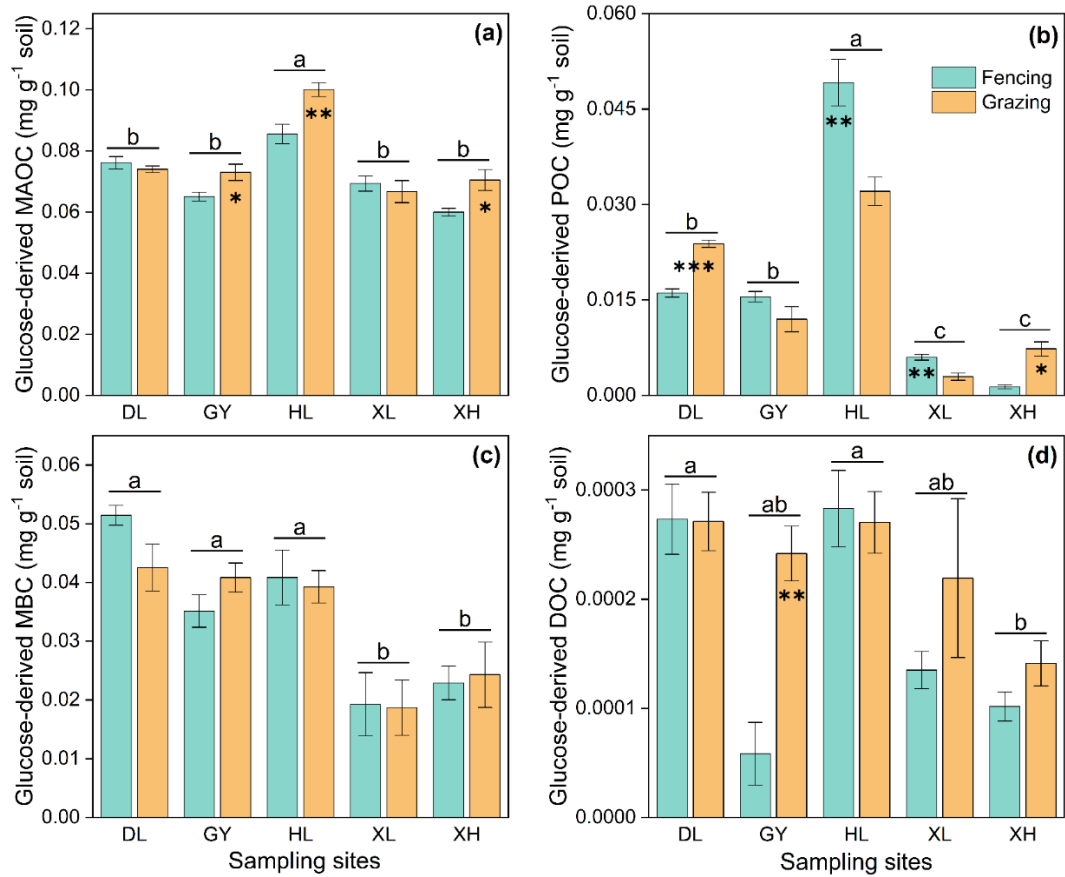 (a)
0.12
0.10
0.08
0.06
0.04
0.02
0.00
Glucose-derived MAOC (mg g⁻¹ soil)
b
b
a
b
b
*
**
*
DL GY HL XL XH
(b)
Fencing
Grazing
0.060
0.045
0.030
0.015
0.000
Glucose-derived POC (mg g⁻¹ soil)
b
b
a
c
c
***
**
**
*
DL GY HL XL XH
(c)
0.06
0.05
0.04
0.03
0.02
0.01
0.00
Glucose-derived MBC (mg g⁻¹ soil)
a
a
a
b
b
DL GY HL XL XH
Sampling sites
(d)
0.0003
0.0002
0.0001
0.0000
Glucose-derived DOC (mg g⁻¹ soil)
a
ab
a
ab
b
**
DL GY HL XL XH
Sampling sites